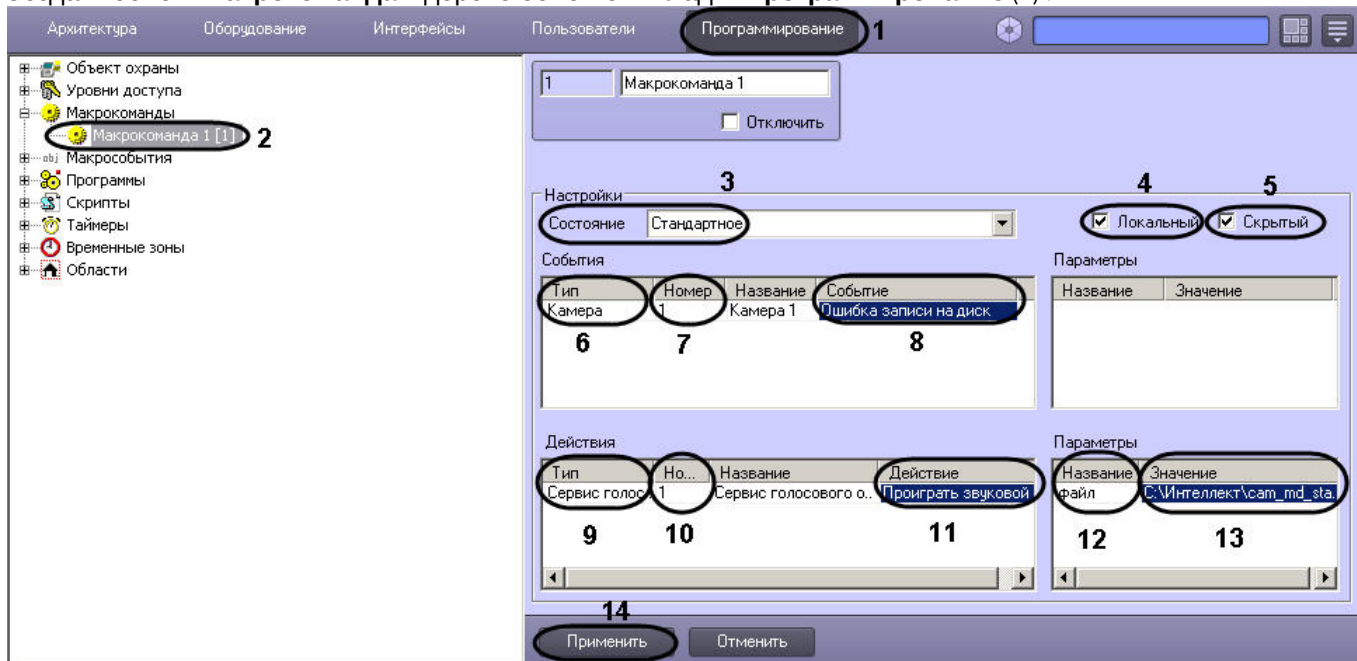 Архитектура Оборудование Интерфейсы Пользователи Программирование 1
Объект охраны
Уровни доступа
Макрокоманды
Макрокоманда 1 [1] 2
Макрособытия
Программы
Скрипты
Таймеры
Временные зоны
Области
1 Макрокоманда 1
Отключить
3 4 5
Настройки
Состояние Стандартное Локальный Скрытый
События Параметры
Тип Номер Название Событие Название Значение
Камера 1 Камера 1 Ошибка записи на диск
6 7 8
Действия Параметры
Тип Но... Название Действие Название Значение
Сервис голос 1 Сервис голосового о.. Проиграть звуковой файл C:\Интеллект\cam_md_sta.
9 10 11 12 13
14
Применить Отменить